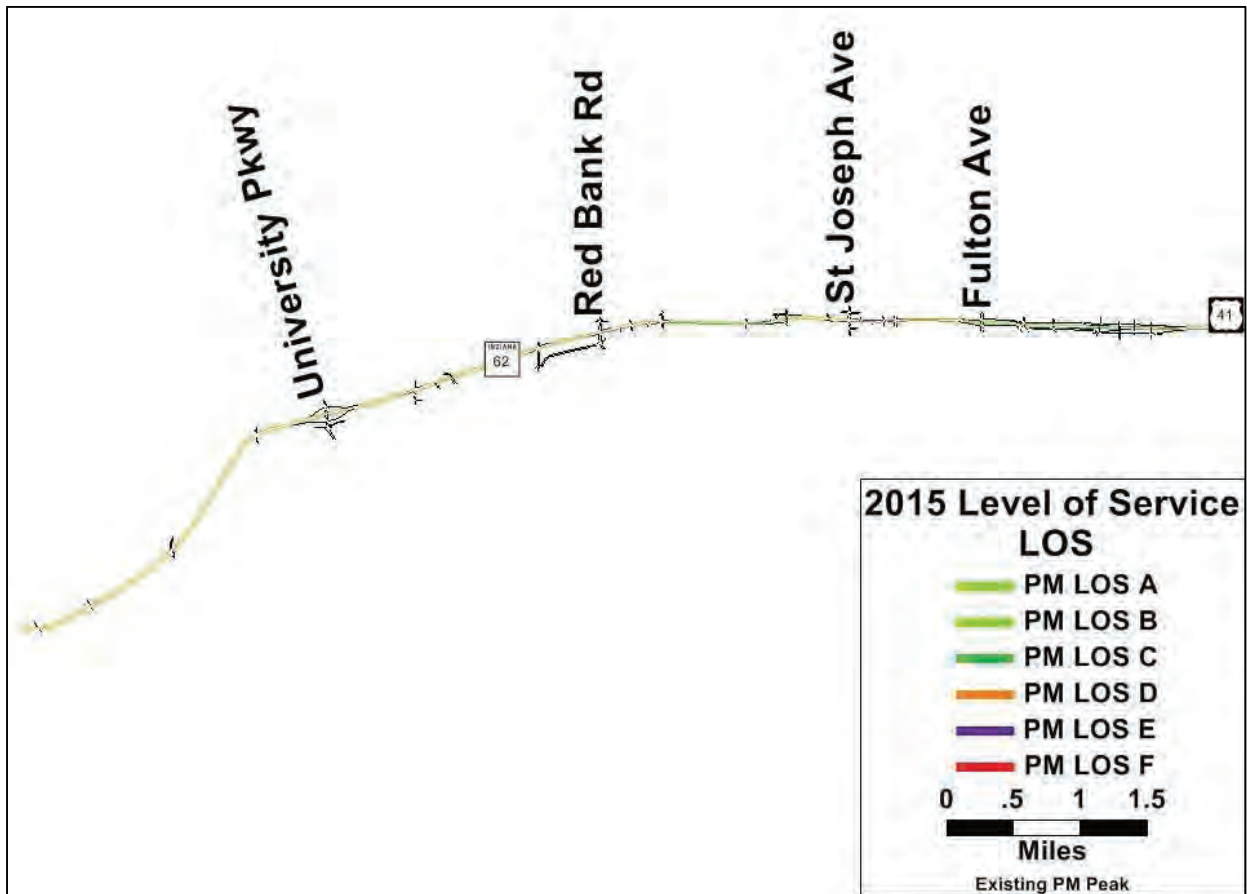 University Pkwy
Red Bank Rd
St Joseph Ave
Fulton Ave
41
INDIANA
62
2015 Level of Service
LOS
PM LOS A
PM LOS B
PM LOS C
PM LOS D
PM LOS E
PM LOS F
0 .5 1 1.5
Miles
Existing PM Peak